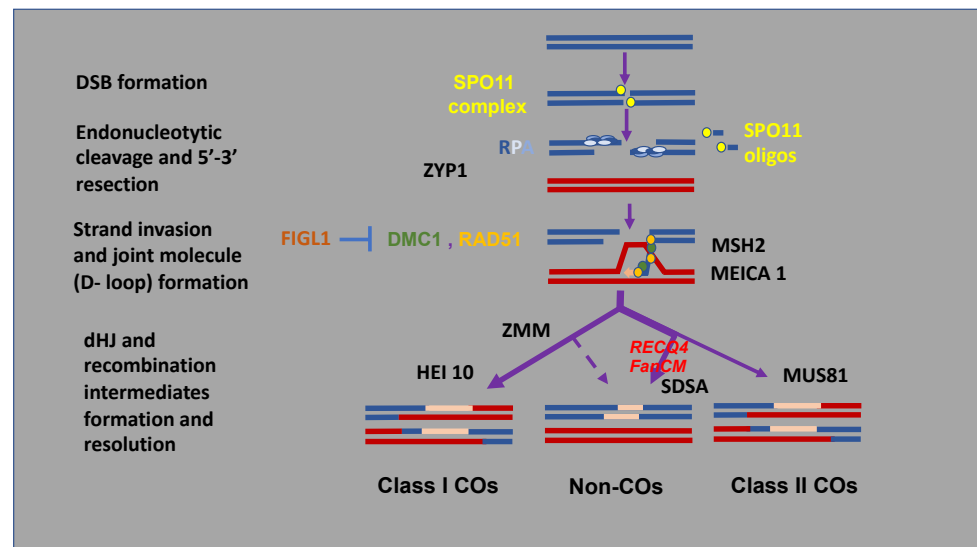 DSB formation
SPO11
complex
Endonucleotytic
cleavage and 5’-3’
resection
RPA
SPO11
oligos
ZYP1
Strand invasion
and joint molecule
(D- loop) formation
FIGL1
DMC1 , RAD51
MSH2
MEICA 1
dHJ and
recombination
intermediates
formation and
resolution
ZMM
HEI 10
RECQ4
FanCM
SDSA
MUS81
Class I COs
Non-COs
Class II COs